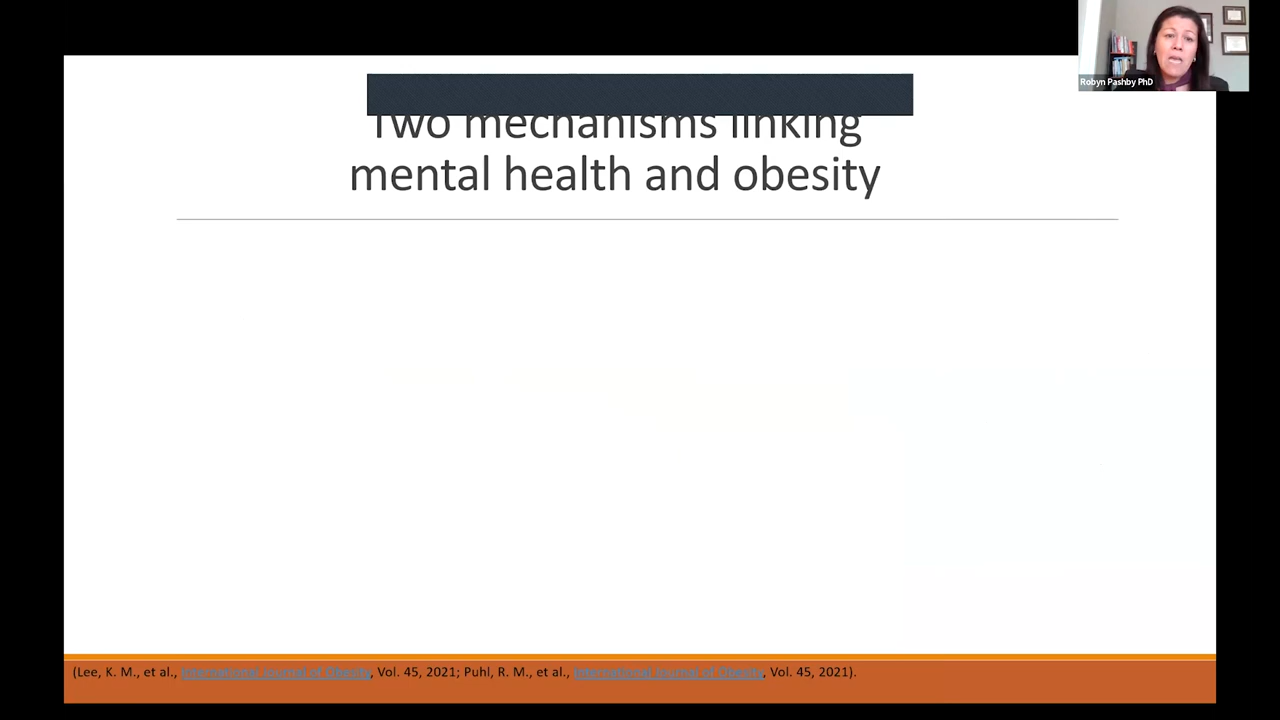 Robyn Pashby PhD
Two mechanisms linking
mental health and obesity
(Lee, K. M., et al., International Journal of Obesity, Vol. 45, 2021; Puhl, R. M., et al., International Journal of Obesity, Vol. 45, 2021).